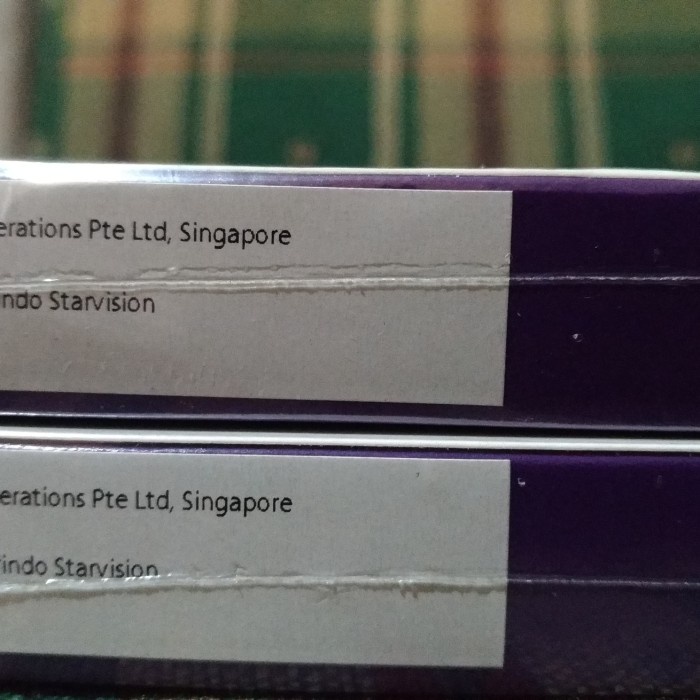 erations Pte Ltd, Singapore
indo Starvision
erations Pte Ltd, Singapore
indo Starvision